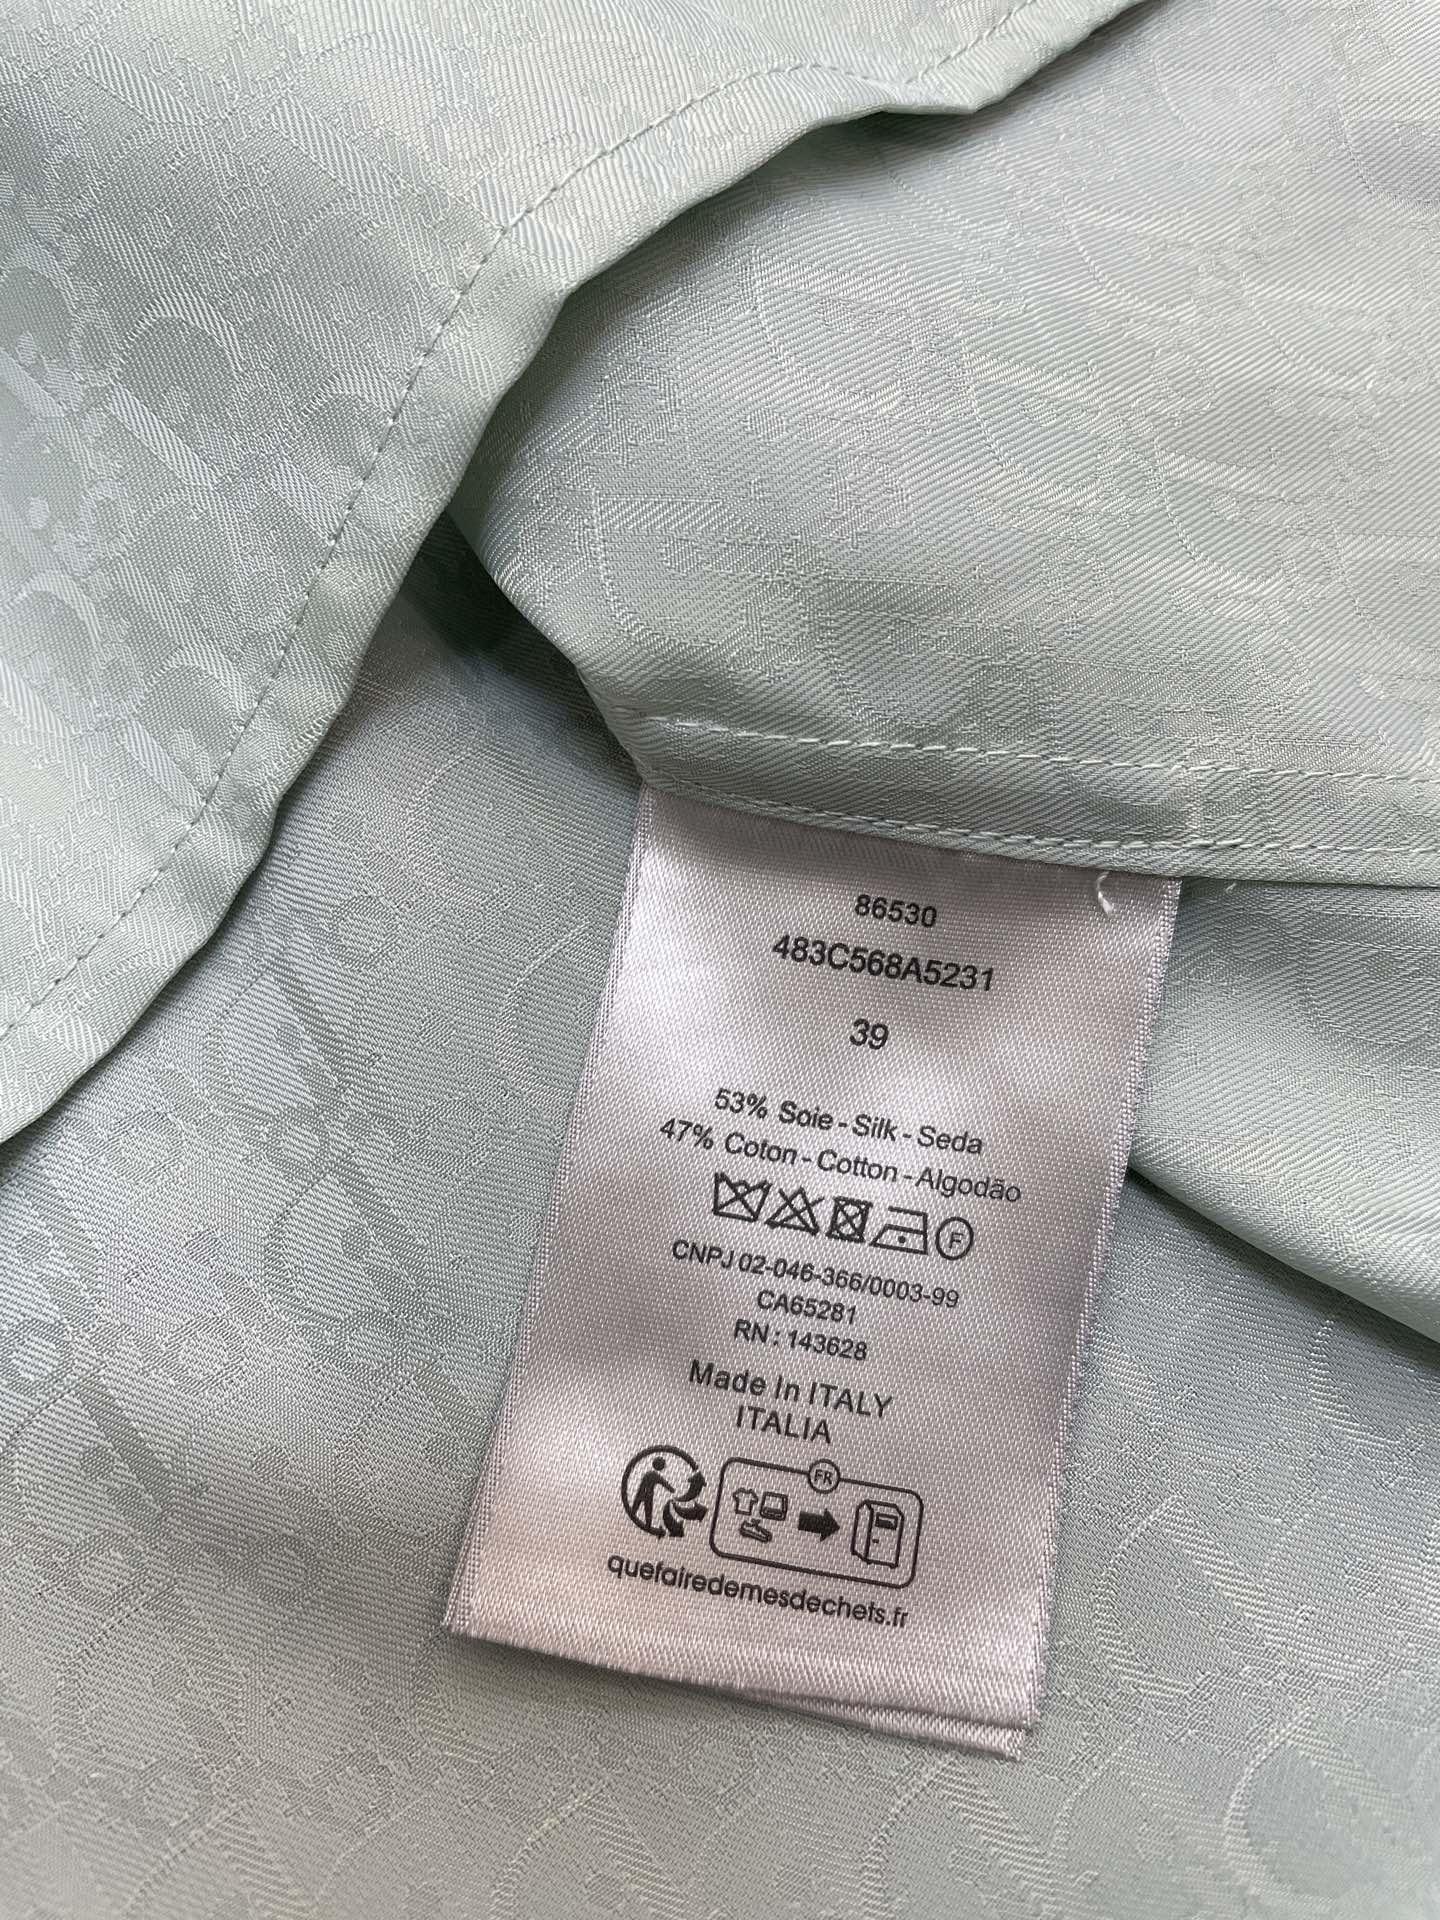 86530
483C568A5231
39
53% Soie - Silk - Seda
47% Coton - Cotton - Algodão
F
CNPJ 02-046-366/0003-99
CA65281
RN : 143628
Made In ITALY
ITALIA
FR
quefairedemesdechets.fr